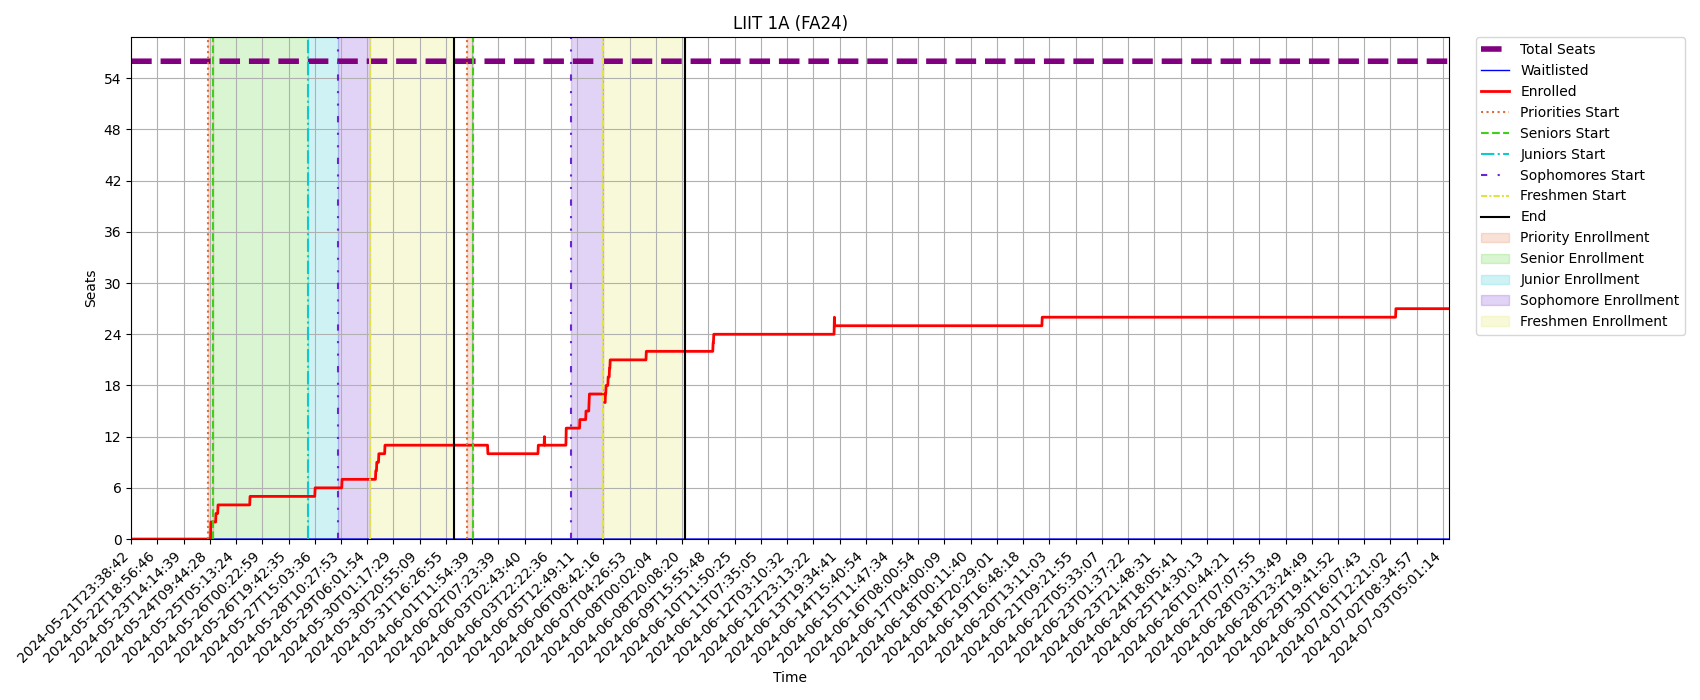 LIIT 1A (FA24)
Total Seats
Waitlisted
Enrolled
Priorities Start
Seniors Start
Juniors Start
Sophomores Start
Freshmen Start
End
Priority Enrollment
Senior Enrollment
Junior Enrollment
Sophomore Enrollment
Freshmen Enrollment
Seats
54
48
42
36
30
24
18
12
6
0
2024-05-21T23:38:42
2024-05-22T18:56:46
2024-05-23T14:14:39
2024-05-24T09:44:28
2024-05-25T05:13:24
2024-05-26T00:22:59
2024-05-26T19:42:35
2024-05-27T15:03:36
2024-05-28T10:27:53
2024-05-29T06:01:54
2024-05-30T01:17:29
2024-05-30T20:55:09
2024-05-31T16:26:55
2024-06-01T11:54:39
2024-06-02T07:23:39
2024-06-03T02:43:40
2024-06-03T22:22:36
2024-06-05T12:49:11
2024-06-06T08:42:16
2024-06-07T04:26:53
2024-06-08T00:02:04
2024-06-08T20:08:20
2024-06-09T15:55:48
2024-06-10T11:50:25
2024-06-11T07:35:05
2024-06-12T03:10:32
2024-06-12T23:13:22
2024-06-13T19:34:41
2024-06-14T15:40:54
2024-06-15T11:47:34
2024-06-16T08:00:54
2024-06-17T04:00:09
2024-06-18T00:11:40
2024-06-18T20:29:01
2024-06-19T16:48:18
2024-06-20T13:11:03
2024-06-21T09:21:55
2024-06-22T05:33:07
2024-06-23T01:37:22
2024-06-23T21:48:31
2024-06-24T18:05:41
2024-06-25T14:30:13
2024-06-26T10:44:21
2024-06-27T07:07:55
2024-06-28T03:13:49
2024-06-28T23:24:49
2024-06-29T19:41:52
2024-06-30T16:07:43
2024-07-01T12:21:02
2024-07-02T08:34:57
2024-07-03T05:01:14
Time